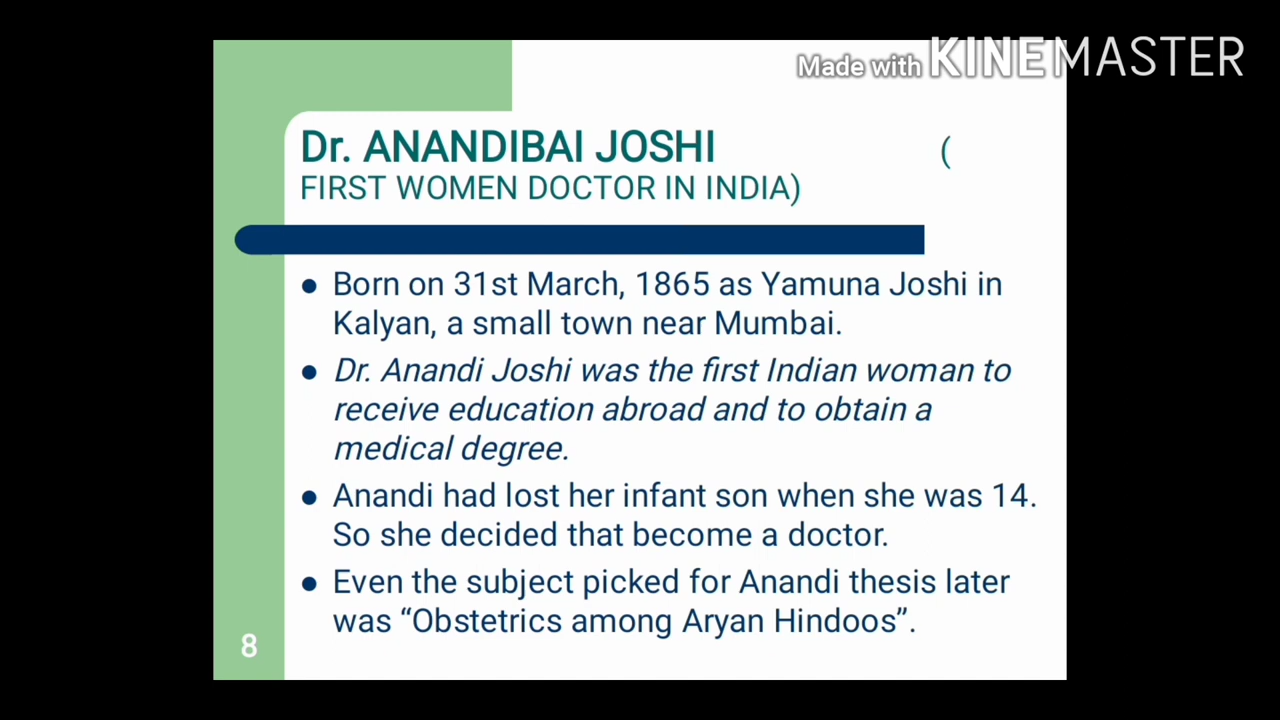 Made with KINEMASTER
Dr. ANANDIBAI JOSHI (
FIRST WOMEN DOCTOR IN INDIA)
● Born on 31st March, 1865 as Yamuna Joshi in
Kalyan, a small town near Mumbai.
● Dr. Anandi Joshi was the first Indian woman to
receive education abroad and to obtain a
medical degree.
● Anandi had lost her infant son when she was 14.
So she decided that become a doctor.
● Even the subject picked for Anandi thesis later
was “Obstetrics among Aryan Hindoos”.
8